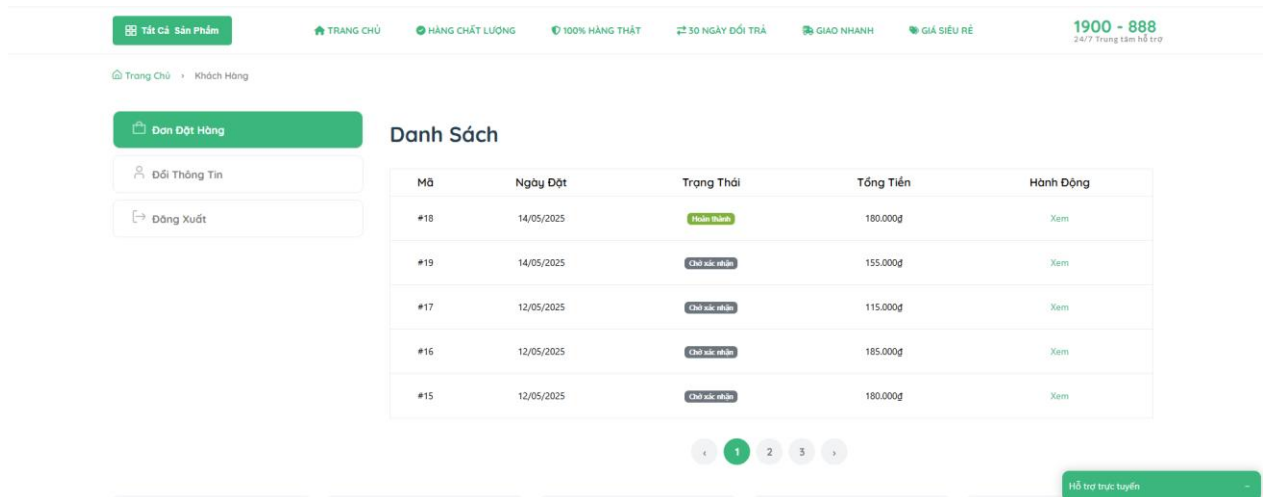 Tất Cả Sản Phẩm TRANG CHỦ HÀNG CHẤT LƯỢNG 100% HÀNG THẬT 30 NGÀY ĐỔI TRẢ GIAO NHANH GIÁ SIÊU RẺ 1900 - 888
24/7 Trung tâm hỗ trợ
Trang Chủ › Khách Hàng
Đơn Đặt Hàng
Đổi Thông Tin
Đăng Xuất
Danh Sách
Mã Ngày Đặt Trạng Thái Tổng Tiền Hành Động
#18 14/05/2025 Hoàn thành 180.000₫ Xem
#19 14/05/2025 Chờ xác nhận 155.000₫ Xem
#17 12/05/2025 Chờ xác nhận 115.000₫ Xem
#16 12/05/2025 Chờ xác nhận 185.000₫ Xem
#15 12/05/2025 Chờ xác nhận 180.000₫ Xem
‹ 1 2 3 ›
Hỗ trợ trực tuyến −